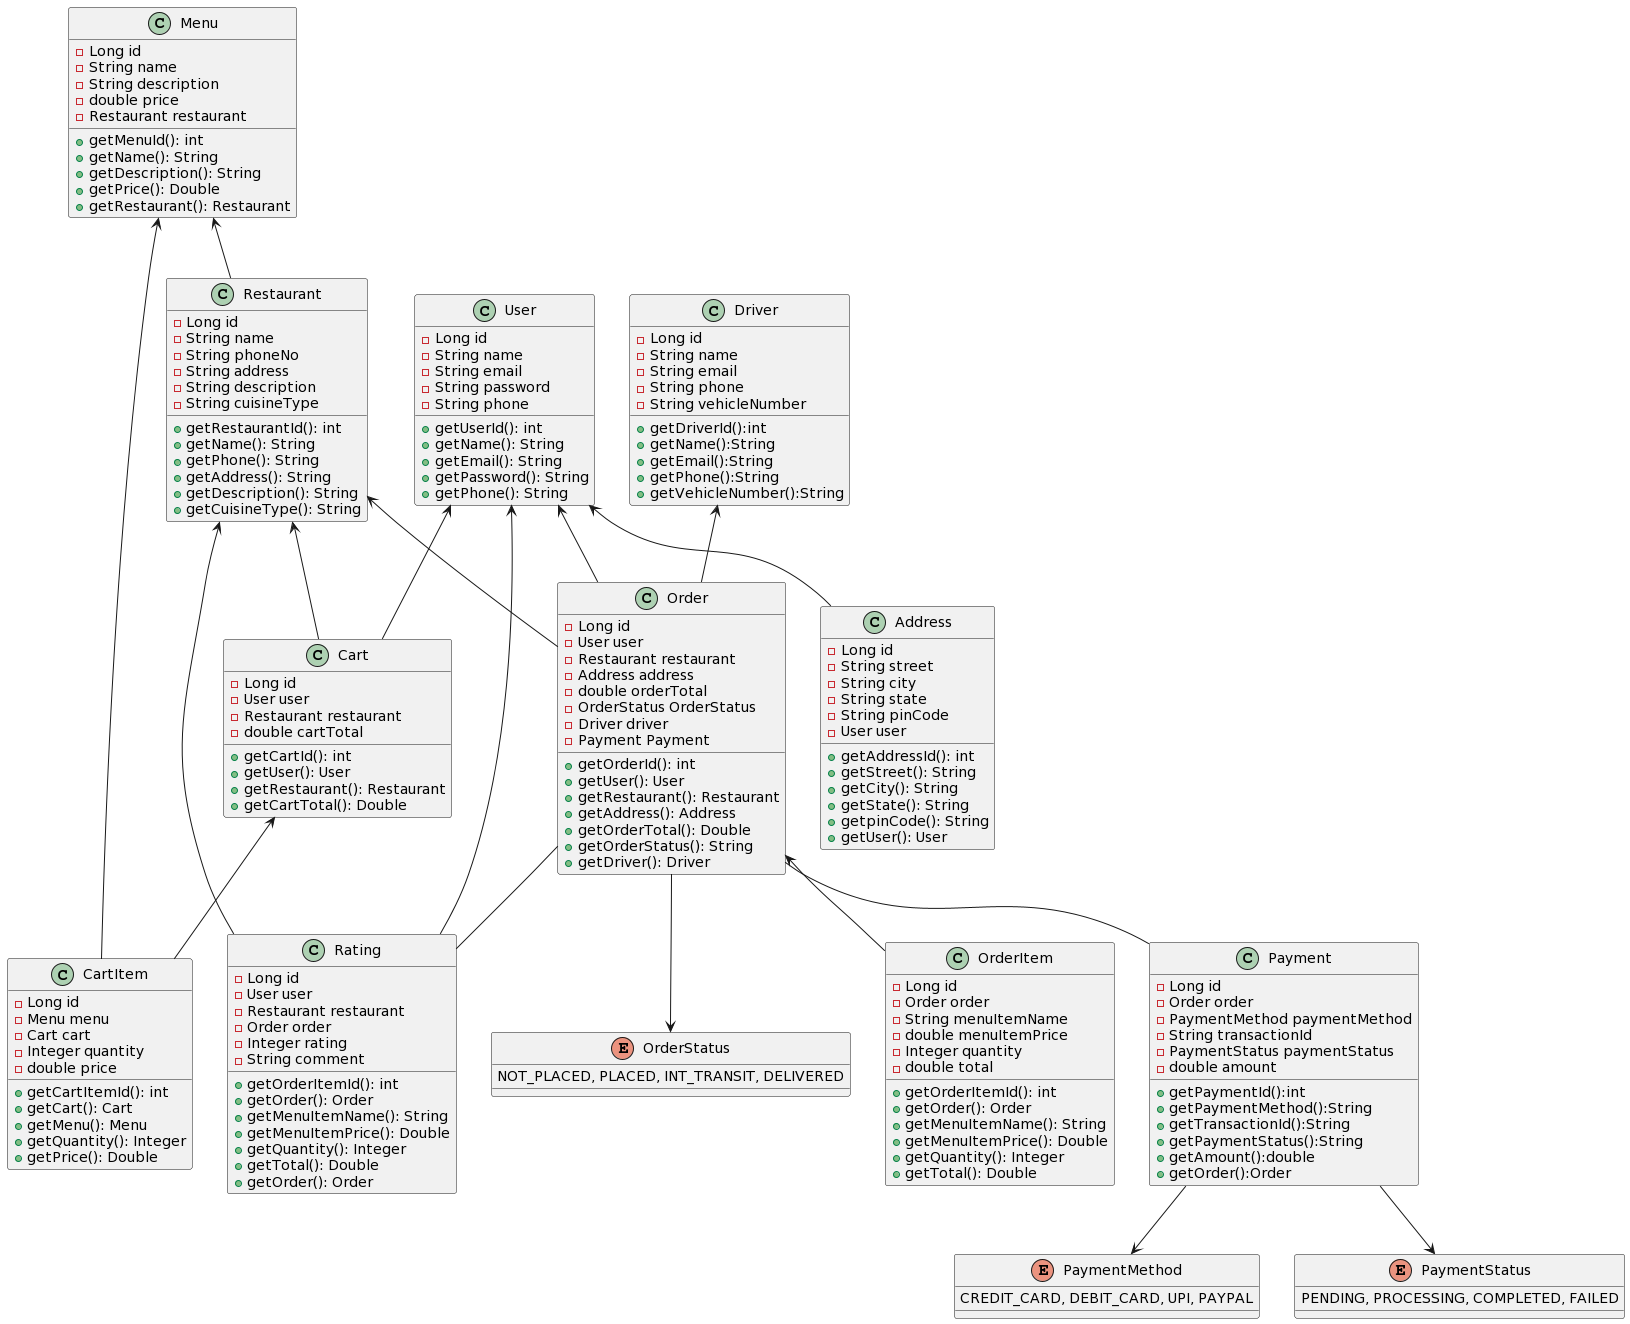 C Menu
Long id
String name
String description
double price
Restaurant restaurant
getMenuId(): int
getName(): String
getDescription(): String
getPrice(): Double
getRestaurant(): Restaurant
C Restaurant
Long id
String name
String phoneNo
String address
String description
String cuisineType
getRestaurantId(): int
getName(): String
getPhone(): String
getAddress(): String
getDescription(): String
getCuisineType(): String
C User
Long id
String name
String email
String password
String phone
getUserId(): int
getName(): String
getEmail(): String
getPassword(): String
getPhone(): String
C Driver
Long id
String name
String email
String phone
String vehicleNumber
getDriverId():int
getName():String
getEmail():String
getPhone():String
getVehicleNumber():String
C Cart
Long id
User user
Restaurant restaurant
double cartTotal
getCartId(): int
getUser(): User
getRestaurant(): Restaurant
getCartTotal(): Double
C Order
Long id
User user
Restaurant restaurant
Address address
double orderTotal
OrderStatus OrderStatus
Driver driver
Payment Payment
getOrderId(): int
getUser(): User
getRestaurant(): Restaurant
getAddress(): Address
getOrderTotal(): Double
getOrderStatus(): String
getDriver(): Driver
C Address
Long id
String street
String city
String state
String pinCode
User user
getAddressId(): int
getStreet(): String
getCity(): String
getState(): String
getpinCode(): String
getUser(): User
C CartItem
Long id
Menu menu
Cart cart
Integer quantity
double price
getCartItemId(): int
getCart(): Cart
getMenu(): Menu
getQuantity(): Integer
getPrice(): Double
C Rating
Long id
User user
Restaurant restaurant
Order order
Integer rating
String comment
getOrderItemId(): int
getOrder(): Order
getMenuItemName(): String
getMenuItemPrice(): Double
getQuantity(): Integer
getTotal(): Double
getOrder(): Order
E OrderStatus
NOT_PLACED, PLACED, INT_TRANSIT, DELIVERED
C OrderItem
Long id
Order order
String menuItemName
double menuItemPrice
Integer quantity
double total
getOrderItemId(): int
getOrder(): Order
getMenuItemName(): String
getMenuItemPrice(): Double
getQuantity(): Integer
getTotal(): Double
C Payment
Long id
Order order
PaymentMethod paymentMethod
String transactionId
PaymentStatus paymentStatus
double amount
getPaymentId():int
getPaymentMethod():String
getTransactionId():String
getPaymentStatus():String
getAmount():double
getOrder():Order
E PaymentMethod
CREDIT_CARD, DEBIT_CARD, UPI, PAYPAL
E PaymentStatus
PENDING, PROCESSING, COMPLETED, FAILED